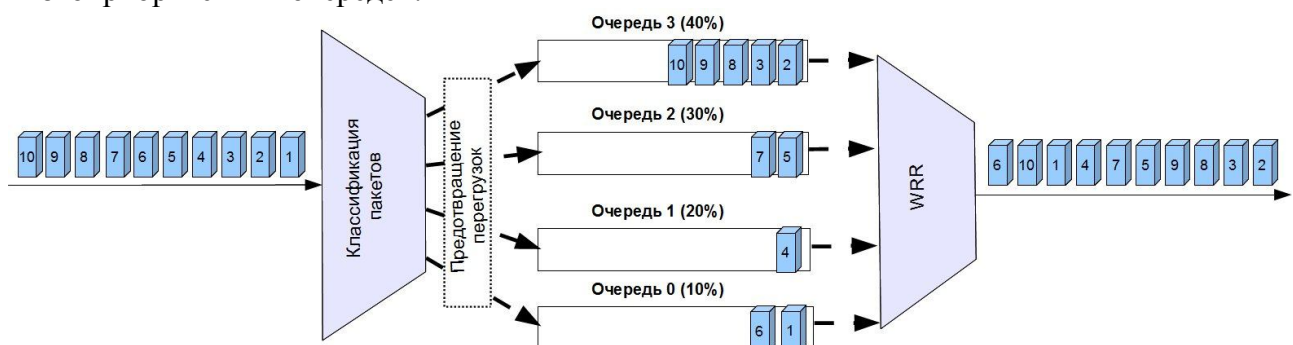 Очередь 3 (40%)
10 9 8 3 2
Очередь 2 (30%)
7 5
Очередь 1 (20%)
4
Очередь 0 (10%)
6 1
10 9 8 7 6 5 4 3 2 1
Классификация
пакетов
Предотвращение
перегрузок
WRR
6 10 1 4 7 5 9 8 3 2